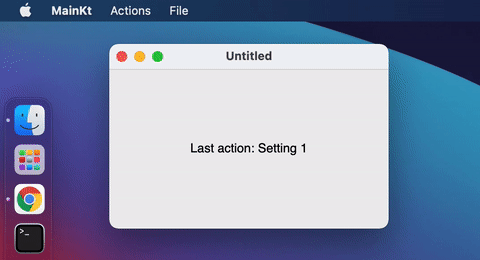 MainKt Actions File
Untitled
Last action: Setting 1
>_